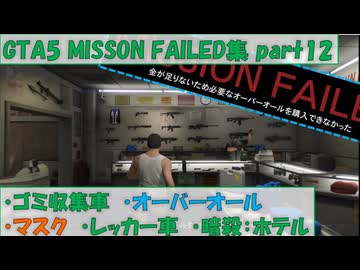 GTA5 MISSON FAILED集 part12
MISSION FAILE
金が足りないため必要なオーバーオールを購入できなかった
・ゴミ収集車 ・オーバーオール
・マスク ・レッカー車 ・暗殺:ホテル